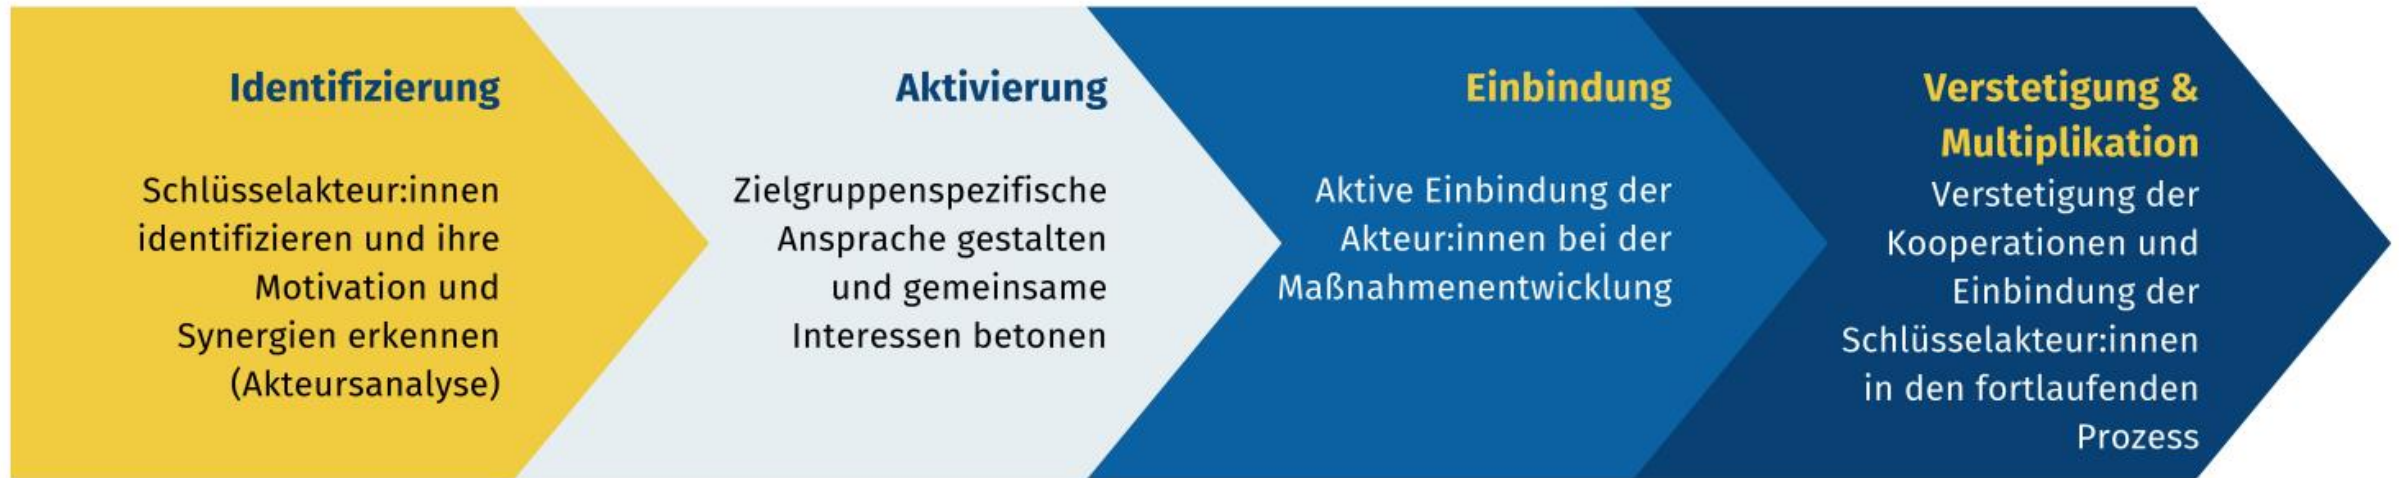 Identifizierung
Schlüsselakteur:innen
identifizieren und ihre
Motivation und
Synergien erkennen
(Akteursanalyse)
Aktivierung
Zielgruppenspezifische
Ansprache gestalten
und gemeinsame
Interessen betonen
Einbindung
Aktive Einbindung der
Akteur:innen bei der
Maßnahmenentwicklung
Verstetigung &
Multiplikation
Verstetigung der
Kooperationen und
Einbindung der
Schlüsselakteur:innen
in den fortlaufenden
Prozess